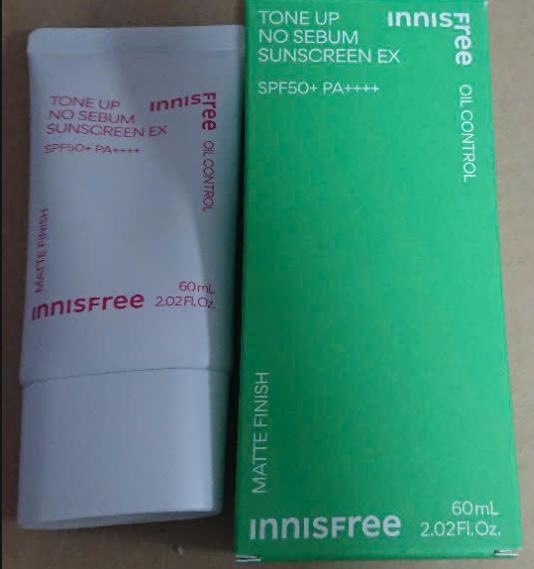 TONE UP
NO SEBUM
SUNSCREEN EX
SPF50+ PA++++
INNISFree
OIL CONTROL
MATTE FINISH
60mL
INNISFree 2.02Fl.Oz.
TONE UP
NO SEBUM
SUNSCREEN EX
SPF50+ PA++++
INNISFree
OIL CONTROL
MATTE FINISH
60mL
INNISFree 2.02Fl.Oz.